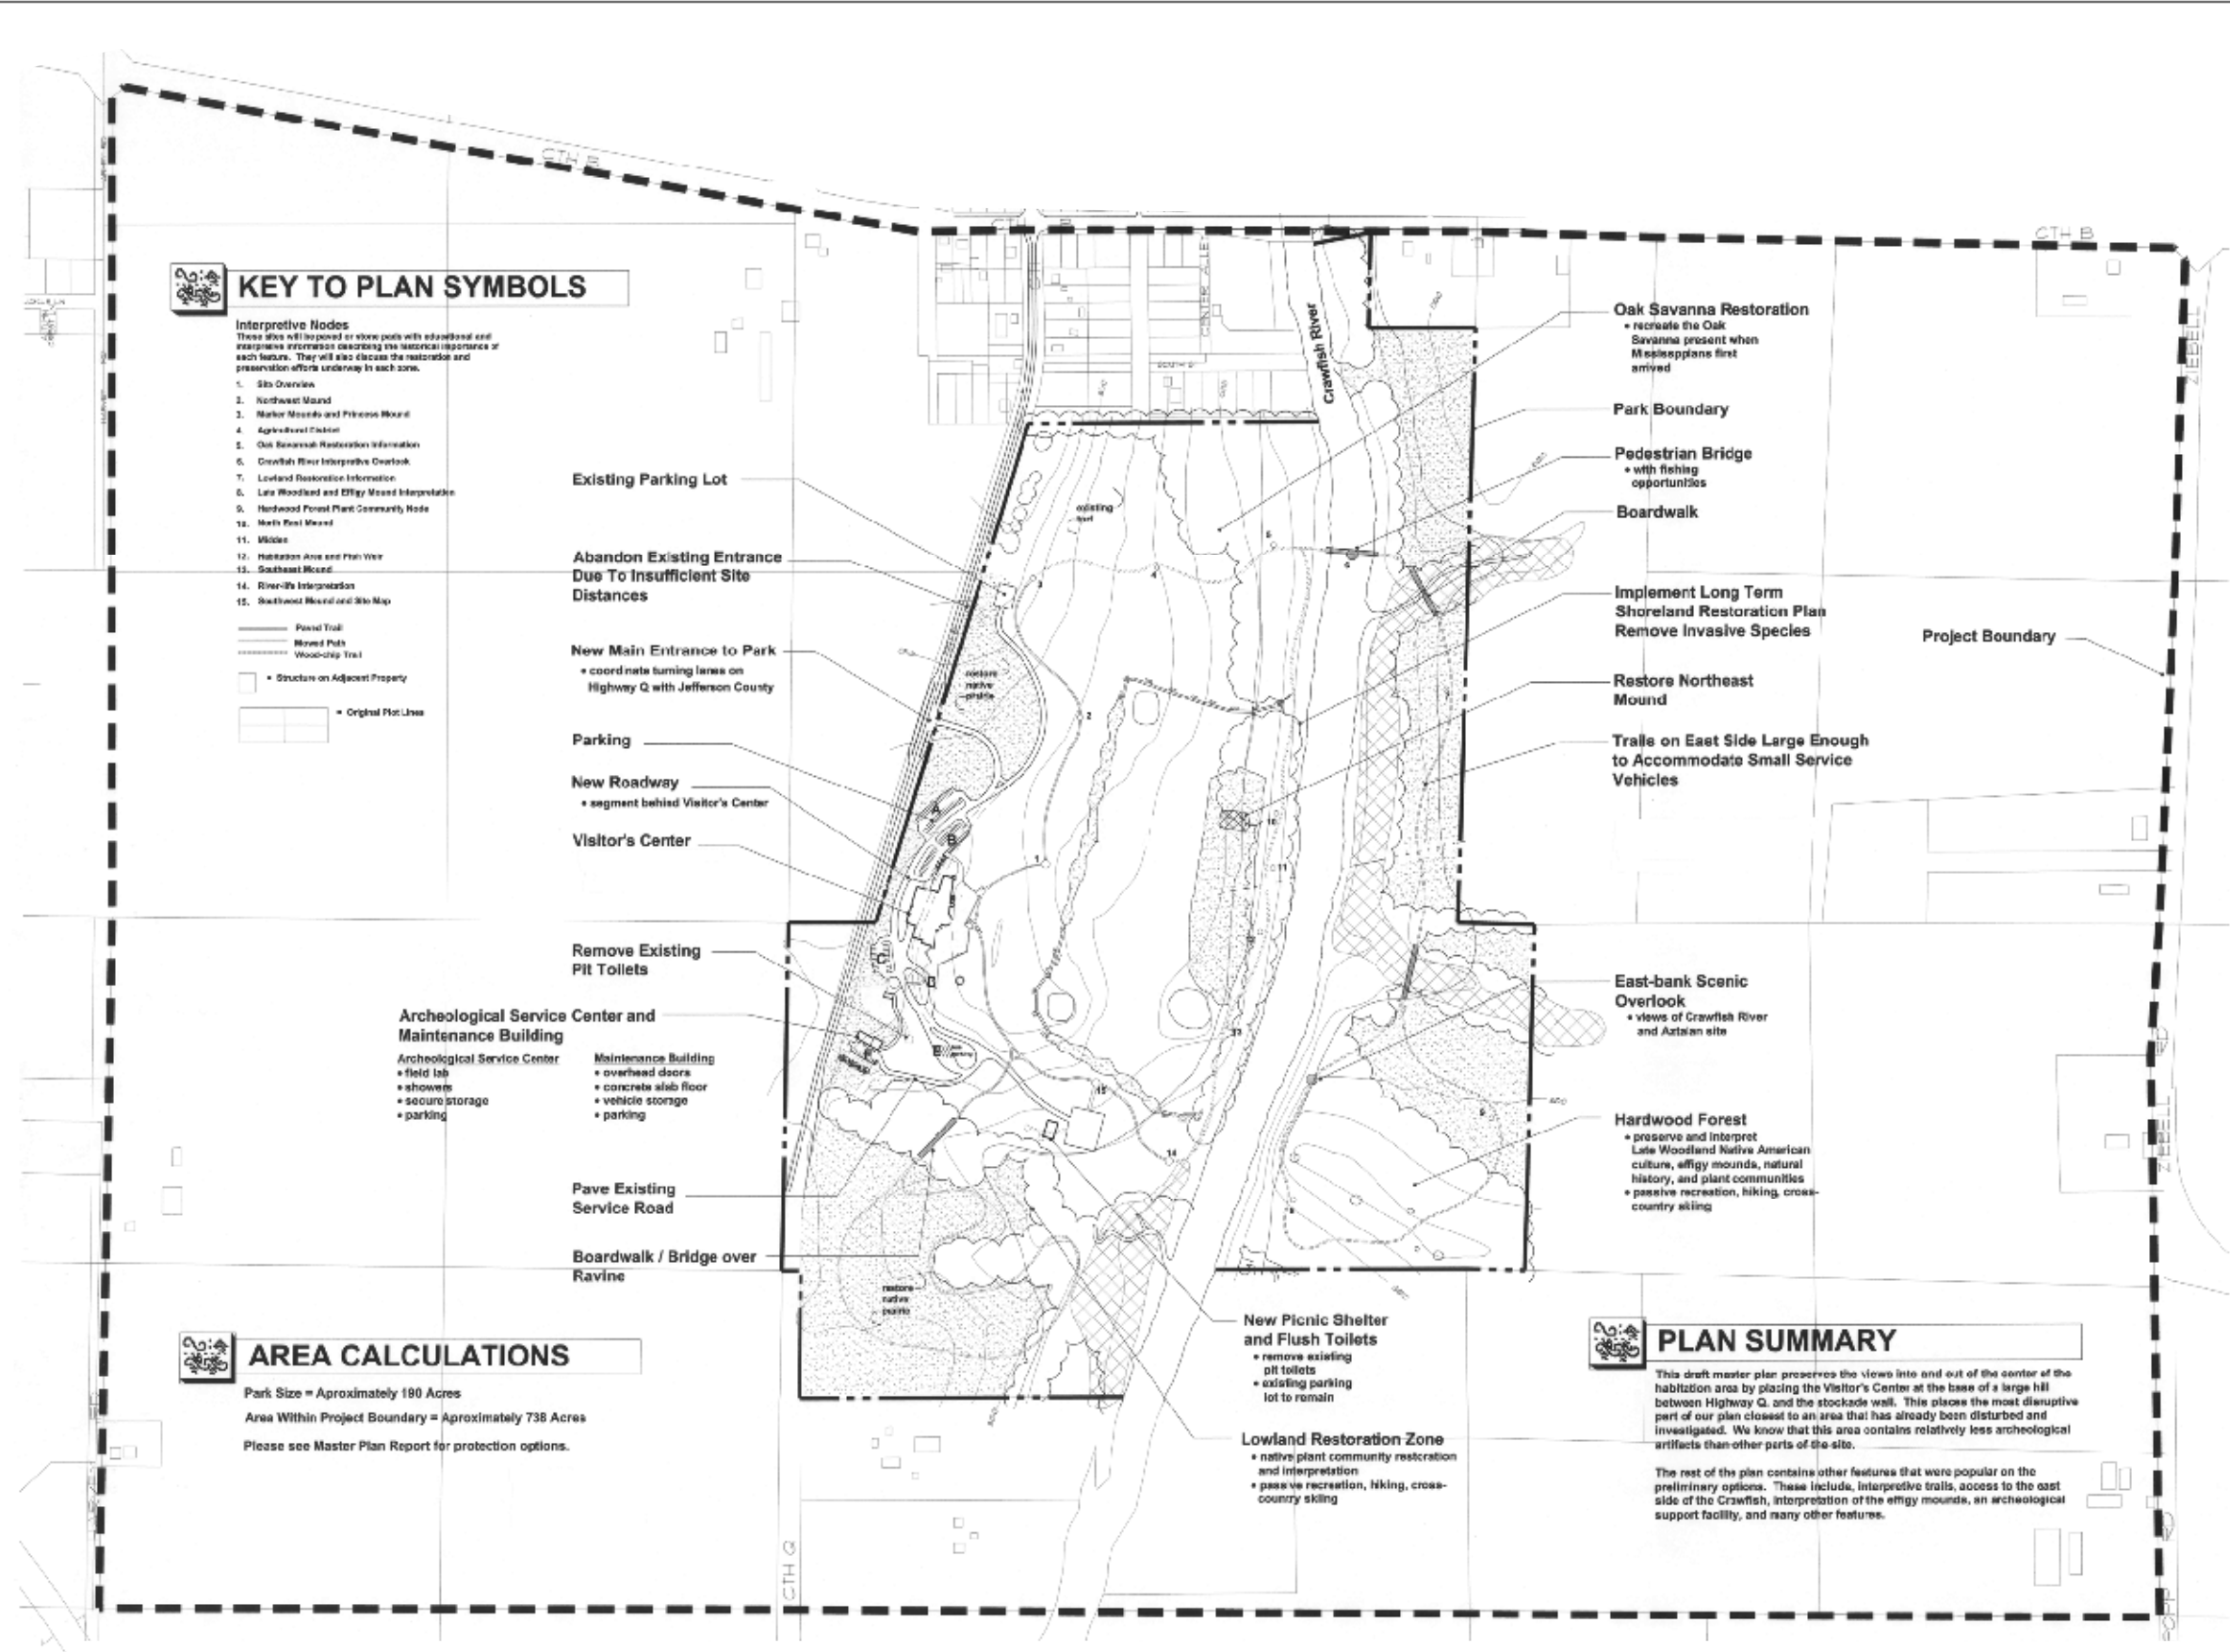 CTH B
CTH B
KEY TO PLAN SYMBOLS
Interpretive Nodes
These sites will be paved or stone pads with educational and
interpretive information describing the historical importance of
each feature. They will also discuss the restoration and
preservation efforts underway in each zone.
1. Site Overview
2. Northwest Mound
3. Marker Mounds and Princess Mound
4. Agricultural District
5. Oak Savannah Restoration Information
6. Crawfish River Interpretive Overlook
7. Lowland Restoration Information
8. Late Woodland and Effigy Mound Interpretation
9. Hardwood Forest Plant Community Node
10. North East Mound
11. Midden
12. Habitation Area and Fish Weir
13. Southeast Mound
14. River-life Interpretation
15. Southwest Mound and Site Map
Paved Trail
Mowed Path
Wood-chip Trail
= Structure on Adjacent Property
= Original Plot Lines
Existing Parking Lot
Abandon Existing Entrance
Due To Insufficient Site
Distances
New Main Entrance to Park
• coordinate turning lanes on
Highway Q with Jefferson County
Parking
New Roadway
• segment behind Visitor's Center
Visitor's Center
Remove Existing
Pit Toilets
Archeological Service Center and
Maintenance Building
Archeological Service Center
• field lab
• showers
• secure storage
• parking
Maintenance Building
• overhead doors
• concrete slab floor
• vehicle storage
• parking
Pave Existing
Service Road
Boardwalk / Bridge over
Ravine
Crawfish River
existing
restore
native
prairie
A
B
C
E
1
2
3
4
10
11
14
15
restore
native
prairie
Oak Savanna Restoration
• recreate the Oak
Savanna present when
Mississippians first
arrived
Park Boundary
Pedestrian Bridge
• with fishing
opportunities
Boardwalk
Implement Long Term
Shoreland Restoration Plan
Remove Invasive Species
Project Boundary
Restore Northeast
Mound
Trails on East Side Large Enough
to Accommodate Small Service
Vehicles
East-bank Scenic
Overlook
• views of Crawfish River
and Aztalan site
Hardwood Forest
• preserve and interpret
Late Woodland Native American
culture, effigy mounds, natural
history, and plant communities
• passive recreation, hiking, cross-
country skiing
New Picnic Shelter
and Flush Toilets
• remove existing
pit toilets
• existing parking
lot to remain
Lowland Restoration Zone
• native plant community restoration
and interpretation
• passive recreation, hiking, cross-
country skiing
AREA CALCULATIONS
Park Size = Aproximately 190 Acres
Area Within Project Boundary = Aproximately 738 Acres
Please see Master Plan Report for protection options.
PLAN SUMMARY
This draft master plan preserves the views into and out of the center of the
habitation area by placing the Visitor's Center at the base of a large hill
between Highway Q and the stockade wall. This places the most disruptive
part of our plan closest to an area that has already been disturbed and
investigated. We know that this area contains relatively less archeological
artifacts than other parts of the site.
The rest of the plan contains other features that were popular on the
preliminary options. These include, interpretive trails, access to the east
side of the Crawfish, interpretation of the effigy mounds, an archeological
support facility, and many other features.
CTH Q
ZIEBELL
ZIEBELL RD